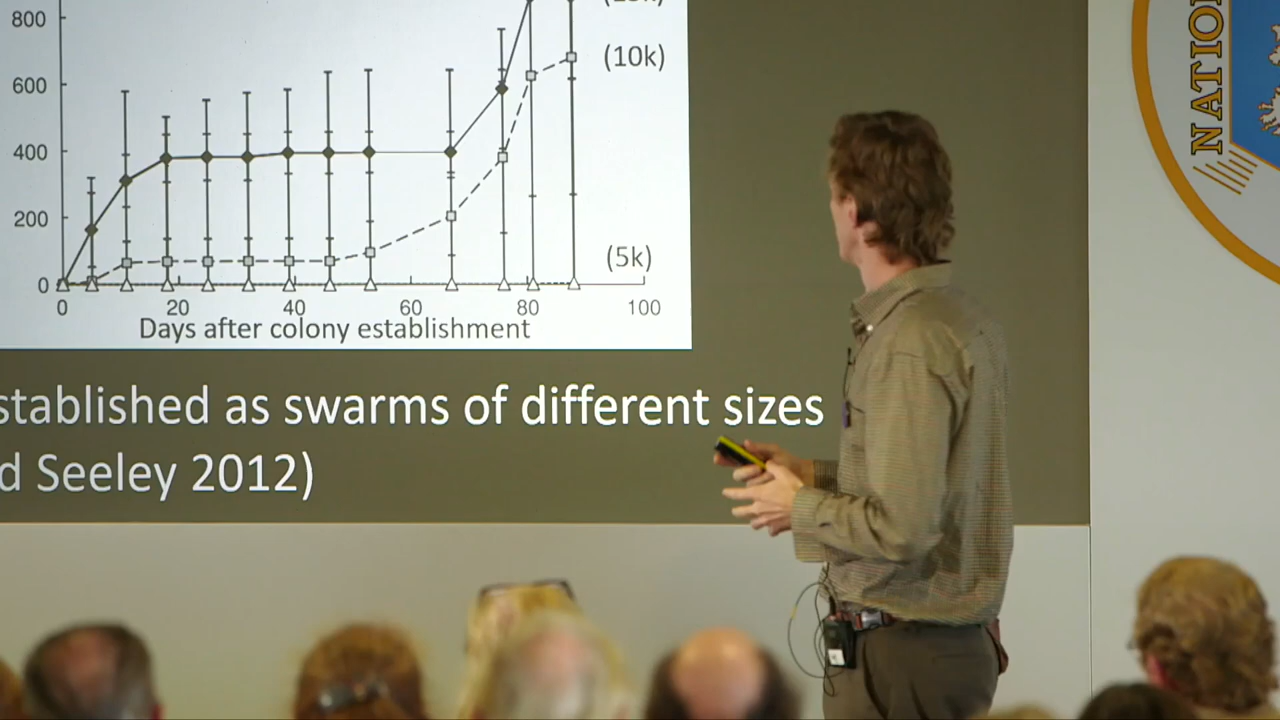 800
(10k)
600
400
200
(5k)
0
0 20 40 60 80 100
Days after colony establishment
stablished as swarms of different sizes
d Seeley 2012)
NATIO